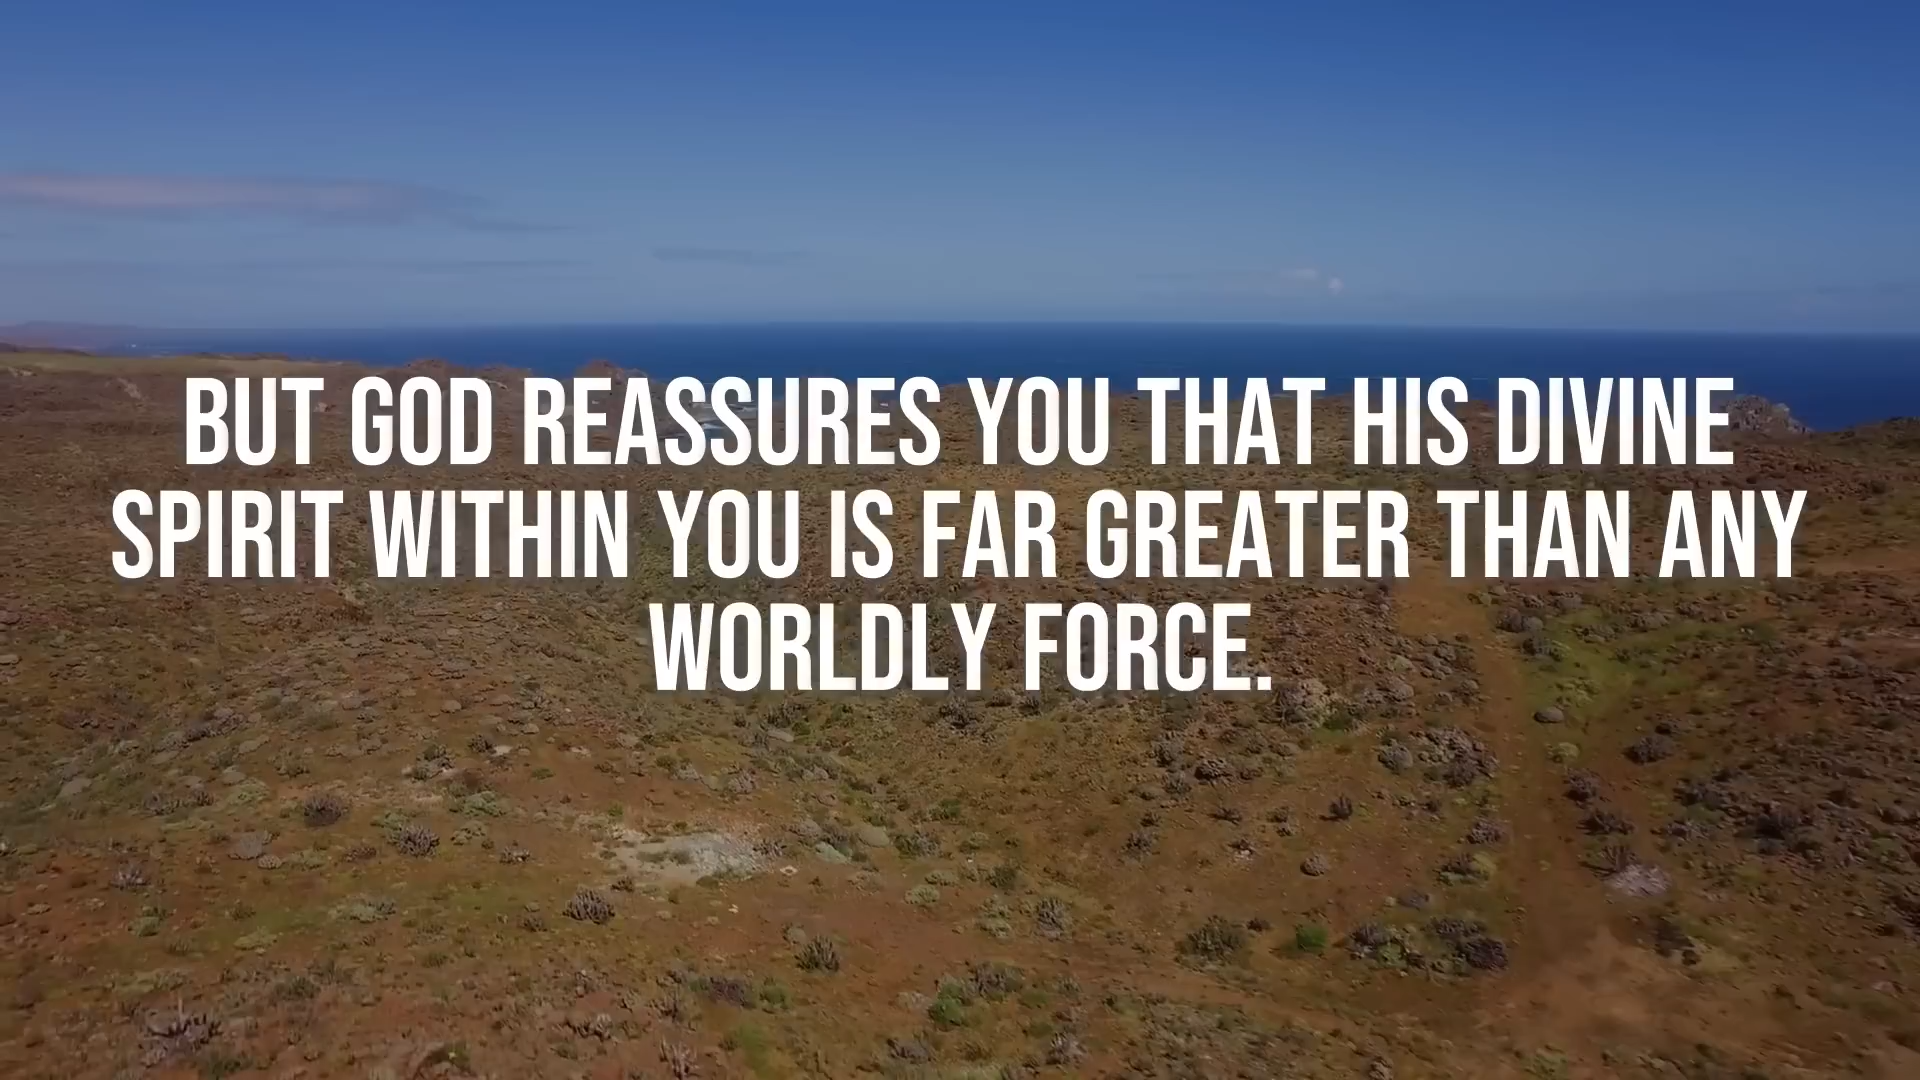 BUT GOD REASSURES YOU THAT HIS DIVINE
SPIRIT WITHIN YOU IS FAR GREATER THAN ANY
WORLDLY FORCE.